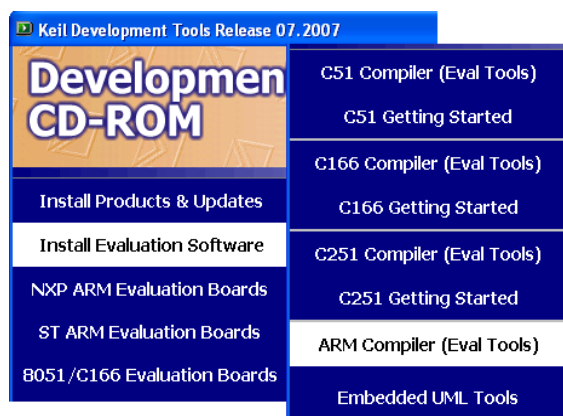 Keil Development Tools Release 07.2007
Developmen
CD-ROM
Install Products & Updates
Install Evaluation Software
NXP ARM Evaluation Boards
ST ARM Evaluation Boards
8051/C166 Evaluation Boards
C51 Compiler (Eval Tools)
C51 Getting Started
C166 Compiler (Eval Tools)
C166 Getting Started
C251 Compiler (Eval Tools)
C251 Getting Started
ARM Compiler (Eval Tools)
Embedded UML Tools